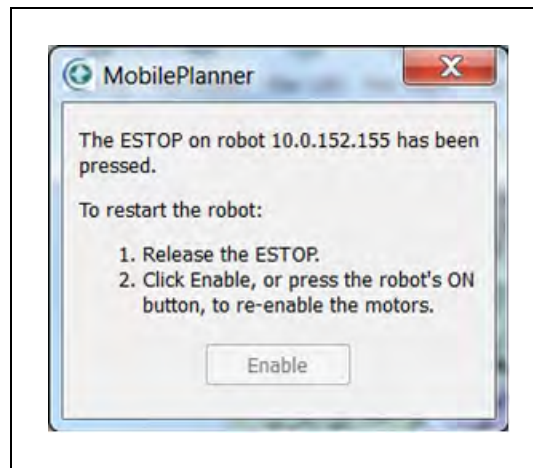 MobilePlanner
The ESTOP on robot 10.0.152.155 has been
pressed.
To restart the robot:
1. Release the ESTOP.
2. Click Enable, or press the robot's ON
button, to re-enable the motors.
Enable